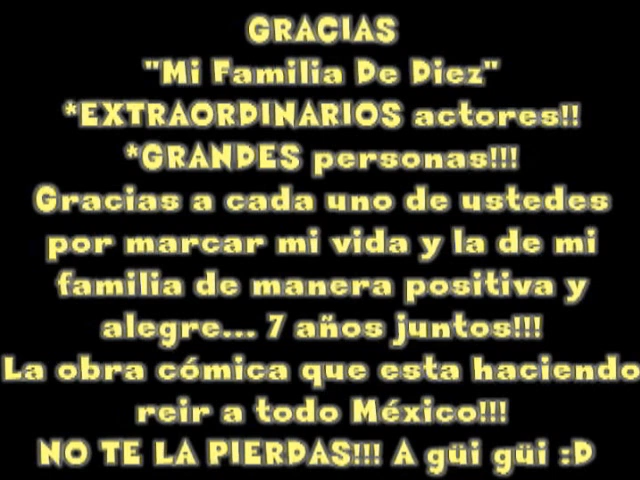 GRACIAS
"Mi Familia De Diez"
*EXTRAORDINARIOS actores!!
*GRANDES personas!!!
Gracias a cada uno de ustedes
por marcar mi vida y la de mi
familia de manera positiva y
alegre... 7 años juntos!!!
La obra cómica que esta haciendo
reir a todo México!!!
NO TE LA PIERDAS!!! A güi güi :D